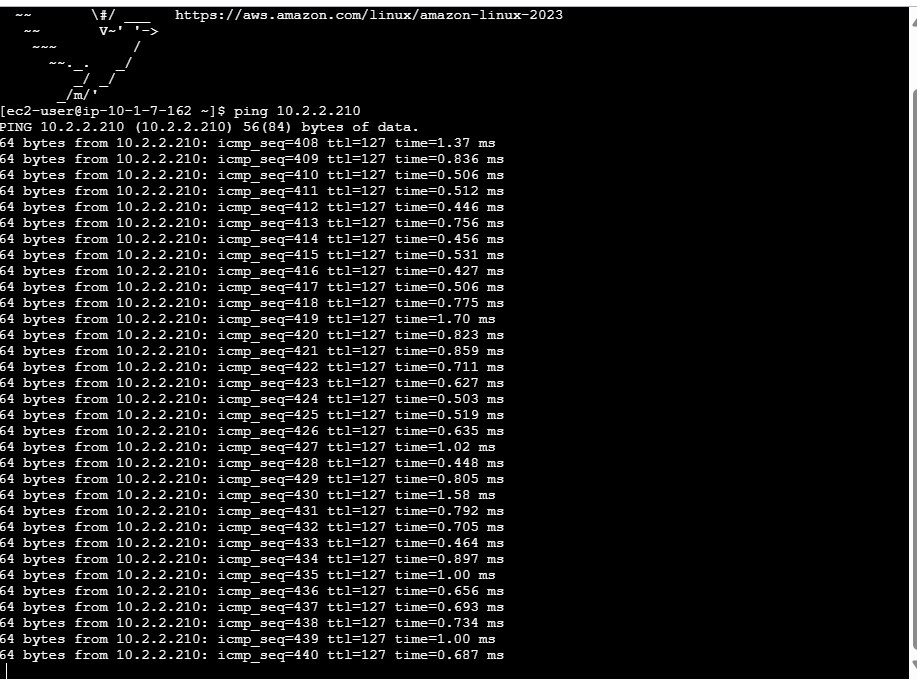 ~~       \#/ ___   https://aws.amazon.com/linux/amazon-linux-2023
   ~~       V~' '->
    ~~~         /
      ~~._.   _/
         _/ _/
       _/m/'
[ec2-user@ip-10-1-7-162 ~]$ ping 10.2.2.210
PING 10.2.2.210 (10.2.2.210) 56(84) bytes of data.
64 bytes from 10.2.2.210: icmp_seq=408 ttl=127 time=1.37 ms
64 bytes from 10.2.2.210: icmp_seq=409 ttl=127 time=0.836 ms
64 bytes from 10.2.2.210: icmp_seq=410 ttl=127 time=0.506 ms
64 bytes from 10.2.2.210: icmp_seq=411 ttl=127 time=0.512 ms
64 bytes from 10.2.2.210: icmp_seq=412 ttl=127 time=0.446 ms
64 bytes from 10.2.2.210: icmp_seq=413 ttl=127 time=0.756 ms
64 bytes from 10.2.2.210: icmp_seq=414 ttl=127 time=0.456 ms
64 bytes from 10.2.2.210: icmp_seq=415 ttl=127 time=0.531 ms
64 bytes from 10.2.2.210: icmp_seq=416 ttl=127 time=0.427 ms
64 bytes from 10.2.2.210: icmp_seq=417 ttl=127 time=0.506 ms
64 bytes from 10.2.2.210: icmp_seq=418 ttl=127 time=0.775 ms
64 bytes from 10.2.2.210: icmp_seq=419 ttl=127 time=1.70 ms
64 bytes from 10.2.2.210: icmp_seq=420 ttl=127 time=0.823 ms
64 bytes from 10.2.2.210: icmp_seq=421 ttl=127 time=0.859 ms
64 bytes from 10.2.2.210: icmp_seq=422 ttl=127 time=0.711 ms
64 bytes from 10.2.2.210: icmp_seq=423 ttl=127 time=0.627 ms
64 bytes from 10.2.2.210: icmp_seq=424 ttl=127 time=0.503 ms
64 bytes from 10.2.2.210: icmp_seq=425 ttl=127 time=0.519 ms
64 bytes from 10.2.2.210: icmp_seq=426 ttl=127 time=0.635 ms
64 bytes from 10.2.2.210: icmp_seq=427 ttl=127 time=1.02 ms
64 bytes from 10.2.2.210: icmp_seq=428 ttl=127 time=0.448 ms
64 bytes from 10.2.2.210: icmp_seq=429 ttl=127 time=0.805 ms
64 bytes from 10.2.2.210: icmp_seq=430 ttl=127 time=1.58 ms
64 bytes from 10.2.2.210: icmp_seq=431 ttl=127 time=0.792 ms
64 bytes from 10.2.2.210: icmp_seq=432 ttl=127 time=0.705 ms
64 bytes from 10.2.2.210: icmp_seq=433 ttl=127 time=0.464 ms
64 bytes from 10.2.2.210: icmp_seq=434 ttl=127 time=0.897 ms
64 bytes from 10.2.2.210: icmp_seq=435 ttl=127 time=1.00 ms
64 bytes from 10.2.2.210: icmp_seq=436 ttl=127 time=0.656 ms
64 bytes from 10.2.2.210: icmp_seq=437 ttl=127 time=0.693 ms
64 bytes from 10.2.2.210: icmp_seq=438 ttl=127 time=0.734 ms
64 bytes from 10.2.2.210: icmp_seq=439 ttl=127 time=1.00 ms
64 bytes from 10.2.2.210: icmp_seq=440 ttl=127 time=0.687 ms